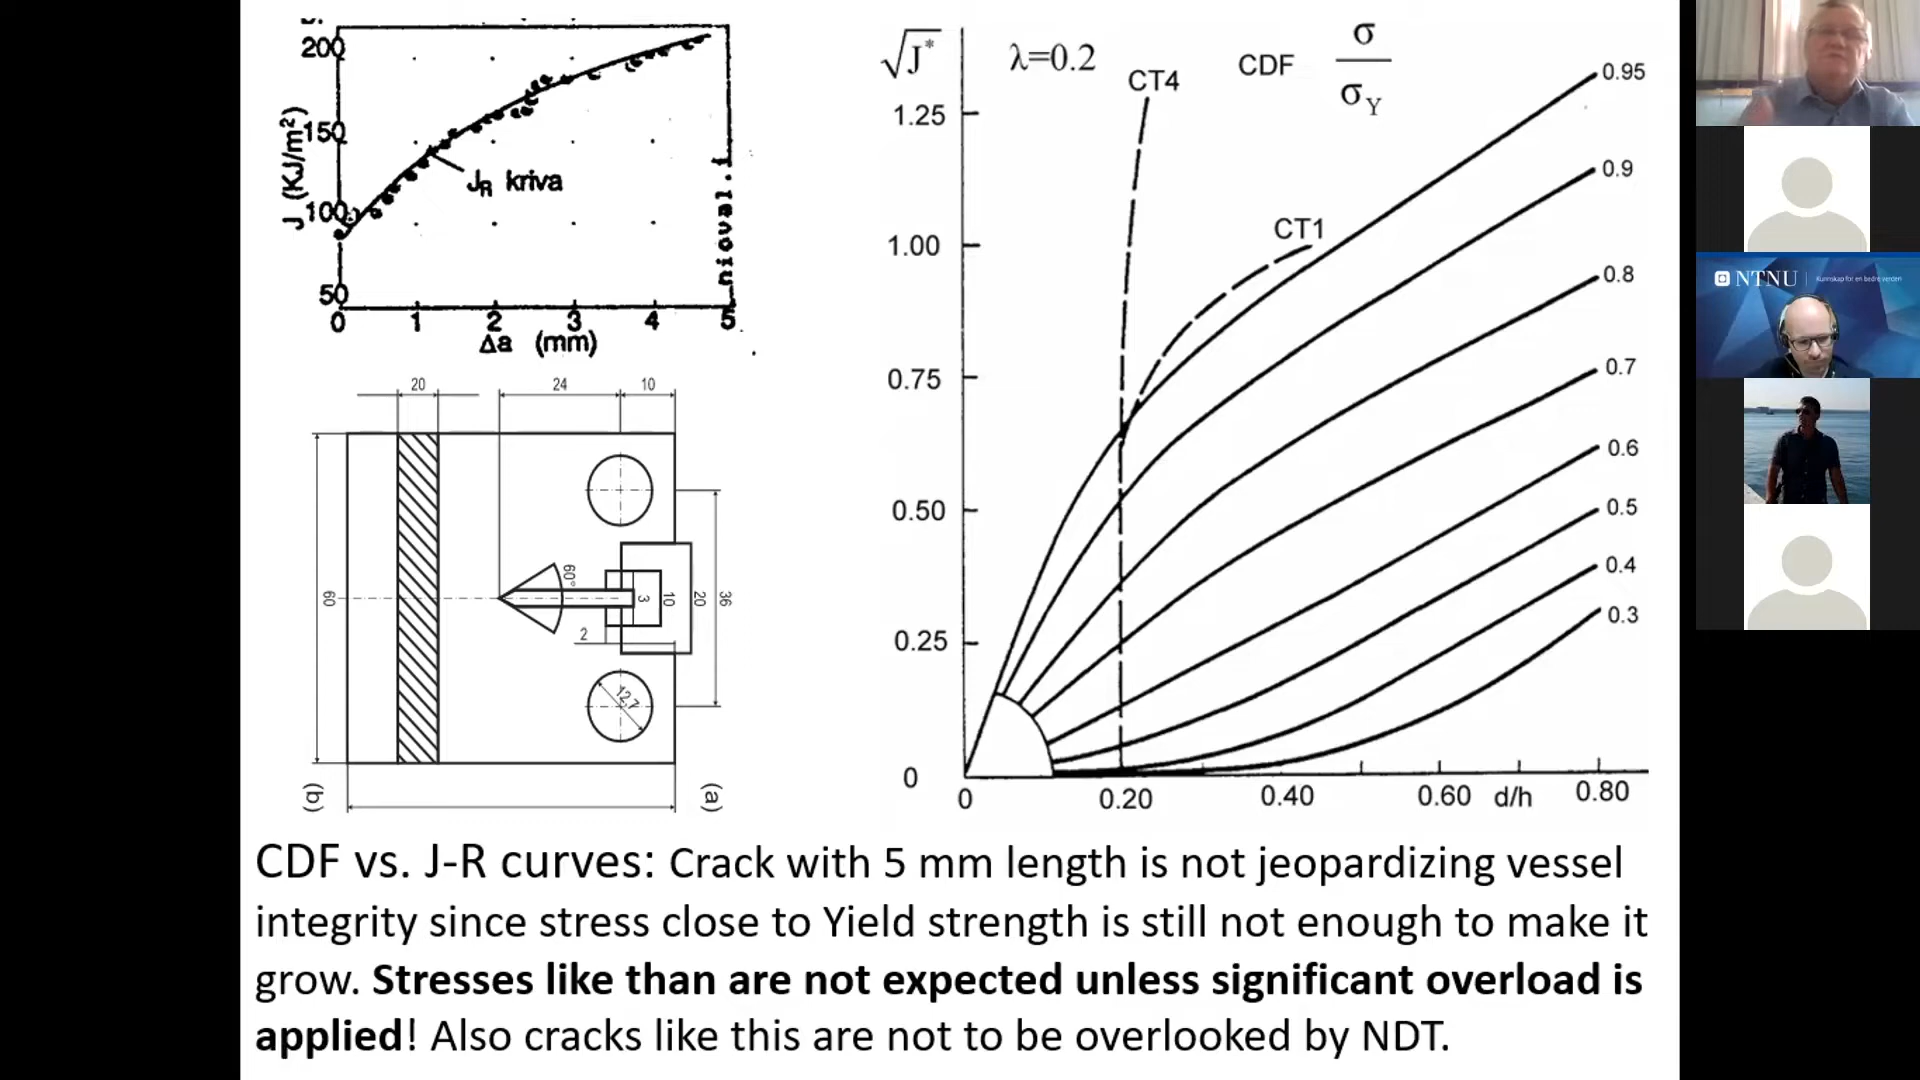 200
150
100
50
J (KJ/m²)
J_R kriva
nioval.i
0 1 2 3 4 5
Δa (mm)
20 24 10
60
60°
3 10 20 36
2
12,7
(b) (a)
√J* λ=0.2 CDF σ/σ_Y
CT4
CT1
1.25
1.00
0.75
0.50
0.25
0
0.95
0.9
0.8
0.7
0.6
0.5
0.4
0.3
0 0.20 0.40 0.60 d/h 0.80
CDF vs. J-R curves: Crack with 5 mm length is not jeopardizing vessel
integrity since stress close to Yield strength is still not enough to make it
grow. Stresses like than are not expected unless significant overload is
applied! Also cracks like this are not to be overlooked by NDT.
NTNU Kunnskap for en bedre verden